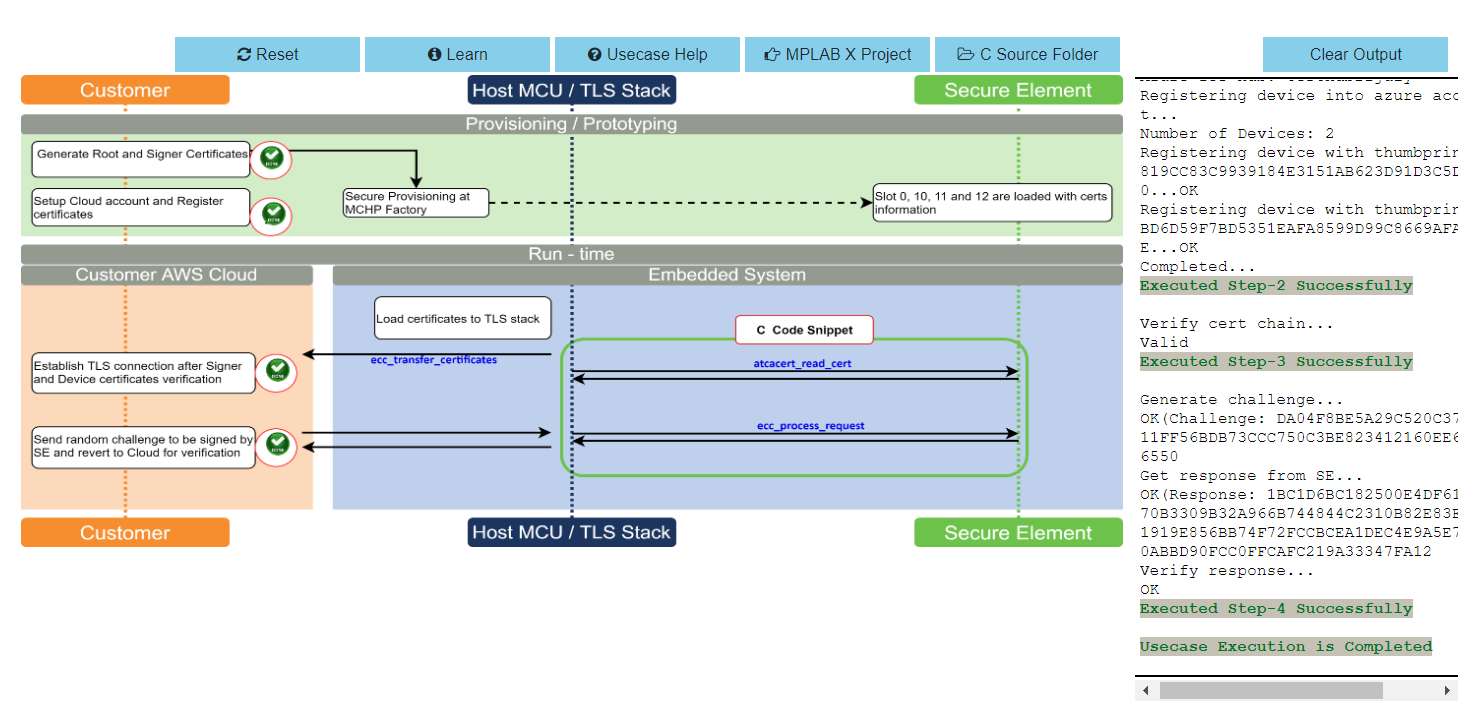 Reset
Learn
Usecase Help
MPLAB X Project
C Source Folder
Clear Output
Customer
Host MCU / TLS Stack
Secure Element
Provisioning / Prototyping
Generate Root and Signer Certificates
DONE
Setup Cloud account and Register
certificates
DONE
Secure Provisioning at
MCHP Factory
Slot 0, 10, 11 and 12 are loaded with certs
information
Run - time
Customer AWS Cloud
Embedded System
Load certificates to TLS stack
C Code Snippet
ecc_transfer_certificates
atcacert_read_cert
Establish TLS connection after Signer
and Device certificates verification
DONE
ecc_process_request
Send random challenge to be signed by
SE and revert to Cloud for verification
DONE
Customer
Host MCU / TLS Stack
Secure Element
Registering device into azure acc
t...
Number of Devices: 2
Registering device with thumbprin
819CC83C9939184E3151AB623D91D3C5D
0...OK
Registering device with thumbprin
BD6D59F7BD5351EAFA8599D99C8669AFA
E...OK
Completed...
Executed Step-2 Successfully
Verify cert chain...
Valid
Executed Step-3 Successfully
Generate challenge...
OK(Challenge: DA04F8BE5A29C520C37
11FF56BDB73CCC750C3BE823412160EE6
6550
Get response from SE...
OK(Response: 1BC1D6BC182500E4DF61
70B3309B32A966B744844C2310B82E83E
1919E856BB74F72FCCBCEA1DEC4E9A5E7
0ABBD90FCC0FFCAFC219A33347FA12
Verify response...
OK
Executed Step-4 Successfully
Usecase Execution is Completed